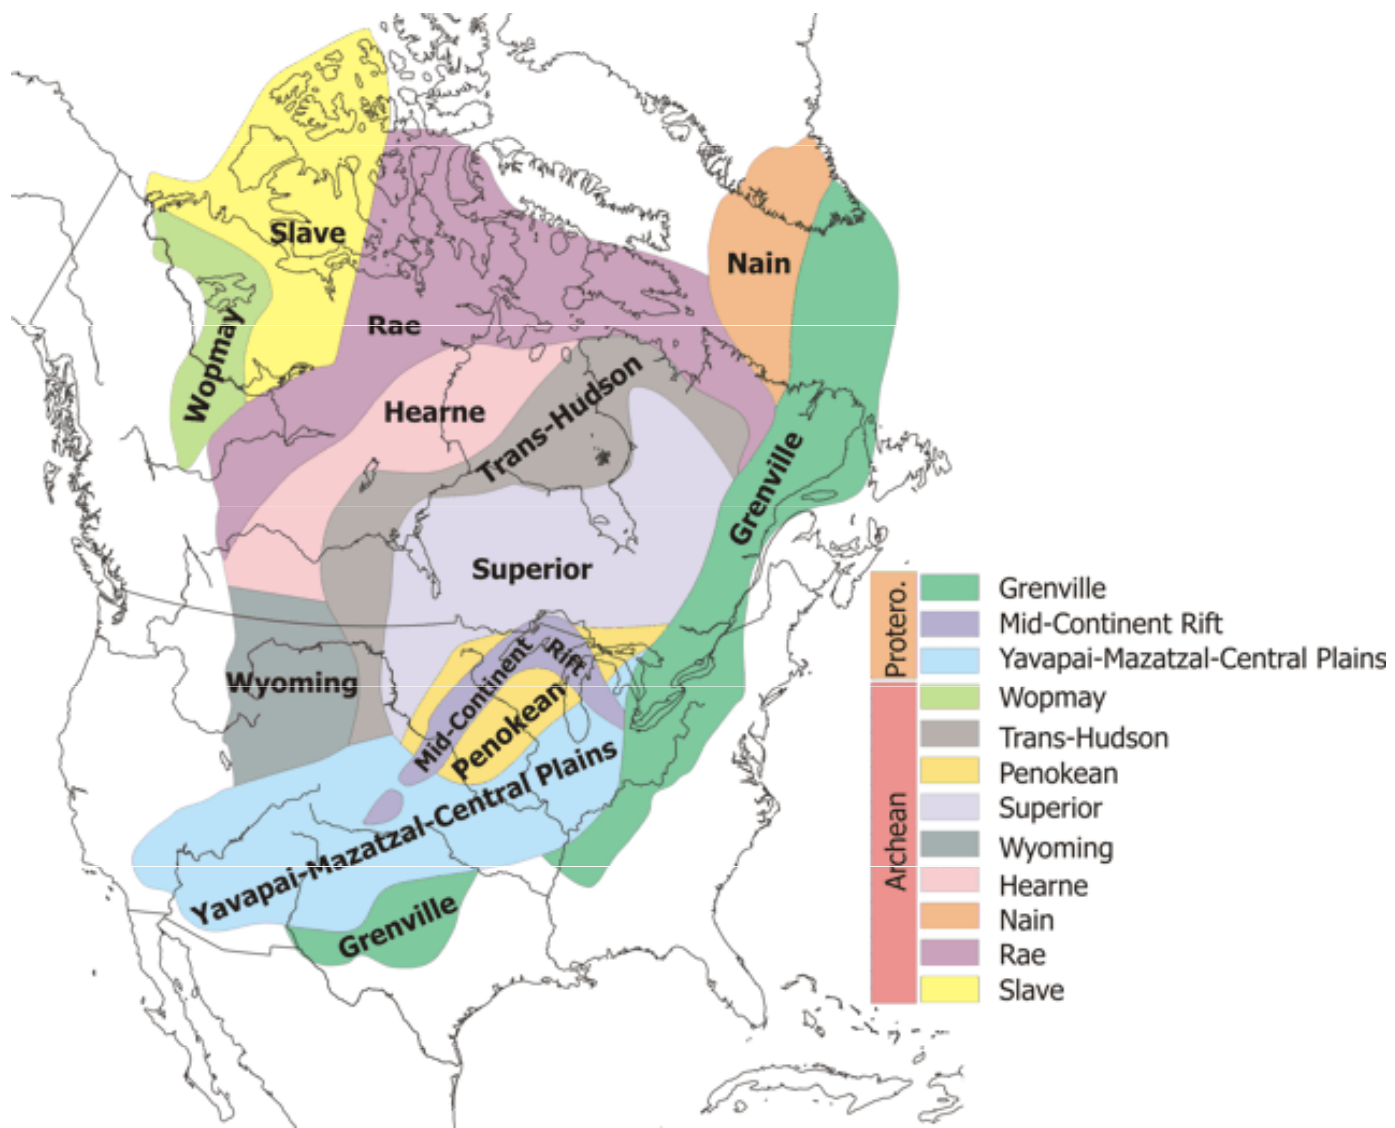 Slave
Nain
Rae
Wopmay
Hearne
Trans-Hudson
Grenville
Superior
Mid-Continent Rift
Wyoming
Penokean
Yavapai-Mazatzal-Central Plains
Grenville
Protero.
Grenville
Mid-Continent Rift
Yavapai-Mazatzal-Central Plains
Archean
Wopmay
Trans-Hudson
Penokean
Superior
Wyoming
Hearne
Nain
Rae
Slave